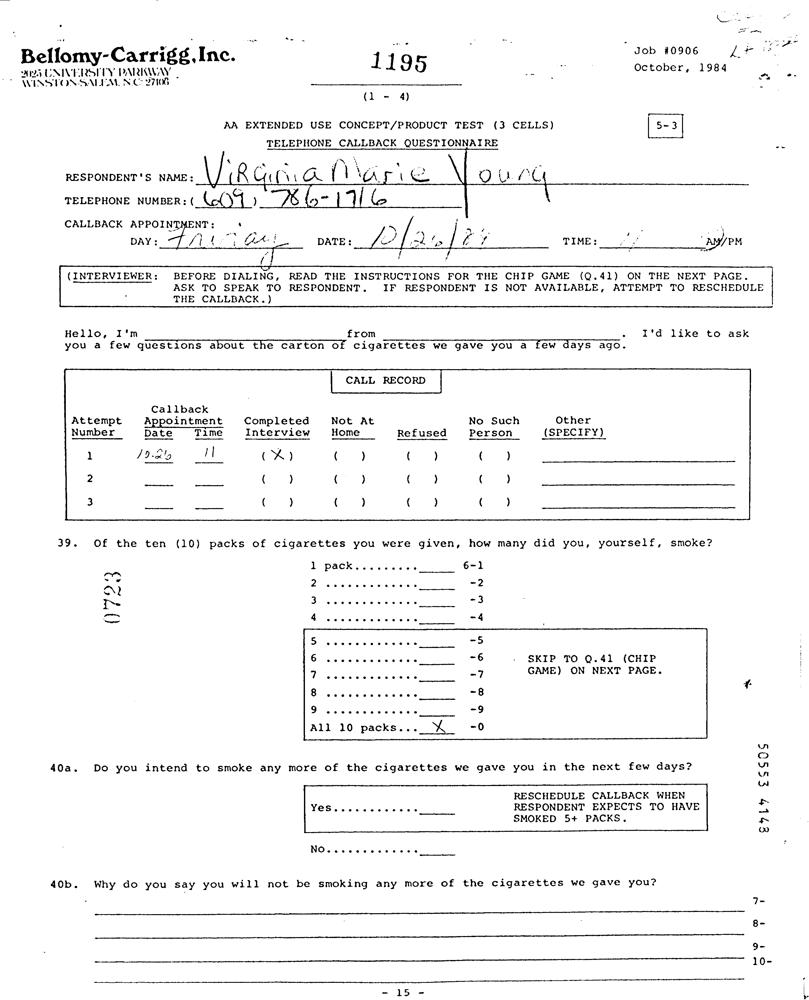 Bellomy-Carrigg, Inc.
2025 UNIVERSITY PARKWAY
WINSTON-SALEM, N.C. 27106
1195
(1 - 4)
Job #0906
October, 1984
AA EXTENDED USE CONCEPT/PRODUCT TEST (3 CELLS)
5-3
TELEPHONE CALLBACK QUESTIONNAIRE
RESPONDENT'S NAME: Virginia Marie Young
TELEPHONE NUMBER: (609) 786-1716
CALLBACK APPOINTMENT:
DAY: Friday DATE: 10/26/84 TIME: 11 AM/PM
(INTERVIEWER: BEFORE DIALING, READ THE INSTRUCTIONS FOR THE CHIP GAME (Q.41) ON THE NEXT PAGE.
ASK TO SPEAK TO RESPONDENT. IF RESPONDENT IS NOT AVAILABLE, ATTEMPT TO RESCHEDULE
THE CALLBACK.)
Hello, I'm ____ from ____. I'd like to ask
you a few questions about the carton of cigarettes we gave you a few days ago.
CALL RECORD
Callback
Attempt Appointment Completed Not At No Such Other
Number Date Time Interview Home Refused Person (SPECIFY)
1 10-26 11 (X) ( ) ( ) ( )
2 ( ) ( ) ( ) ( )
3 ( ) ( ) ( ) ( )
39. Of the ten (10) packs of cigarettes you were given, how many did you, yourself, smoke?
1 pack......... 6-1
2 ............. -2
3 ............. -3
4 ............. -4
5 ............. -5
6 ............. -6 SKIP TO Q.41 (CHIP
7 ............. -7 GAME) ON NEXT PAGE.
8 ............. -8
9 ............. -9
All 10 packs... X -0
0723
40a. Do you intend to smoke any more of the cigarettes we gave you in the next few days?
RESCHEDULE CALLBACK WHEN
Yes............ RESPONDENT EXPECTS TO HAVE
SMOKED 5+ PACKS.
No.............
50553 4143
40b. Why do you say you will not be smoking any more of the cigarettes we gave you?
7-
8-
9-
10-
- 15 -